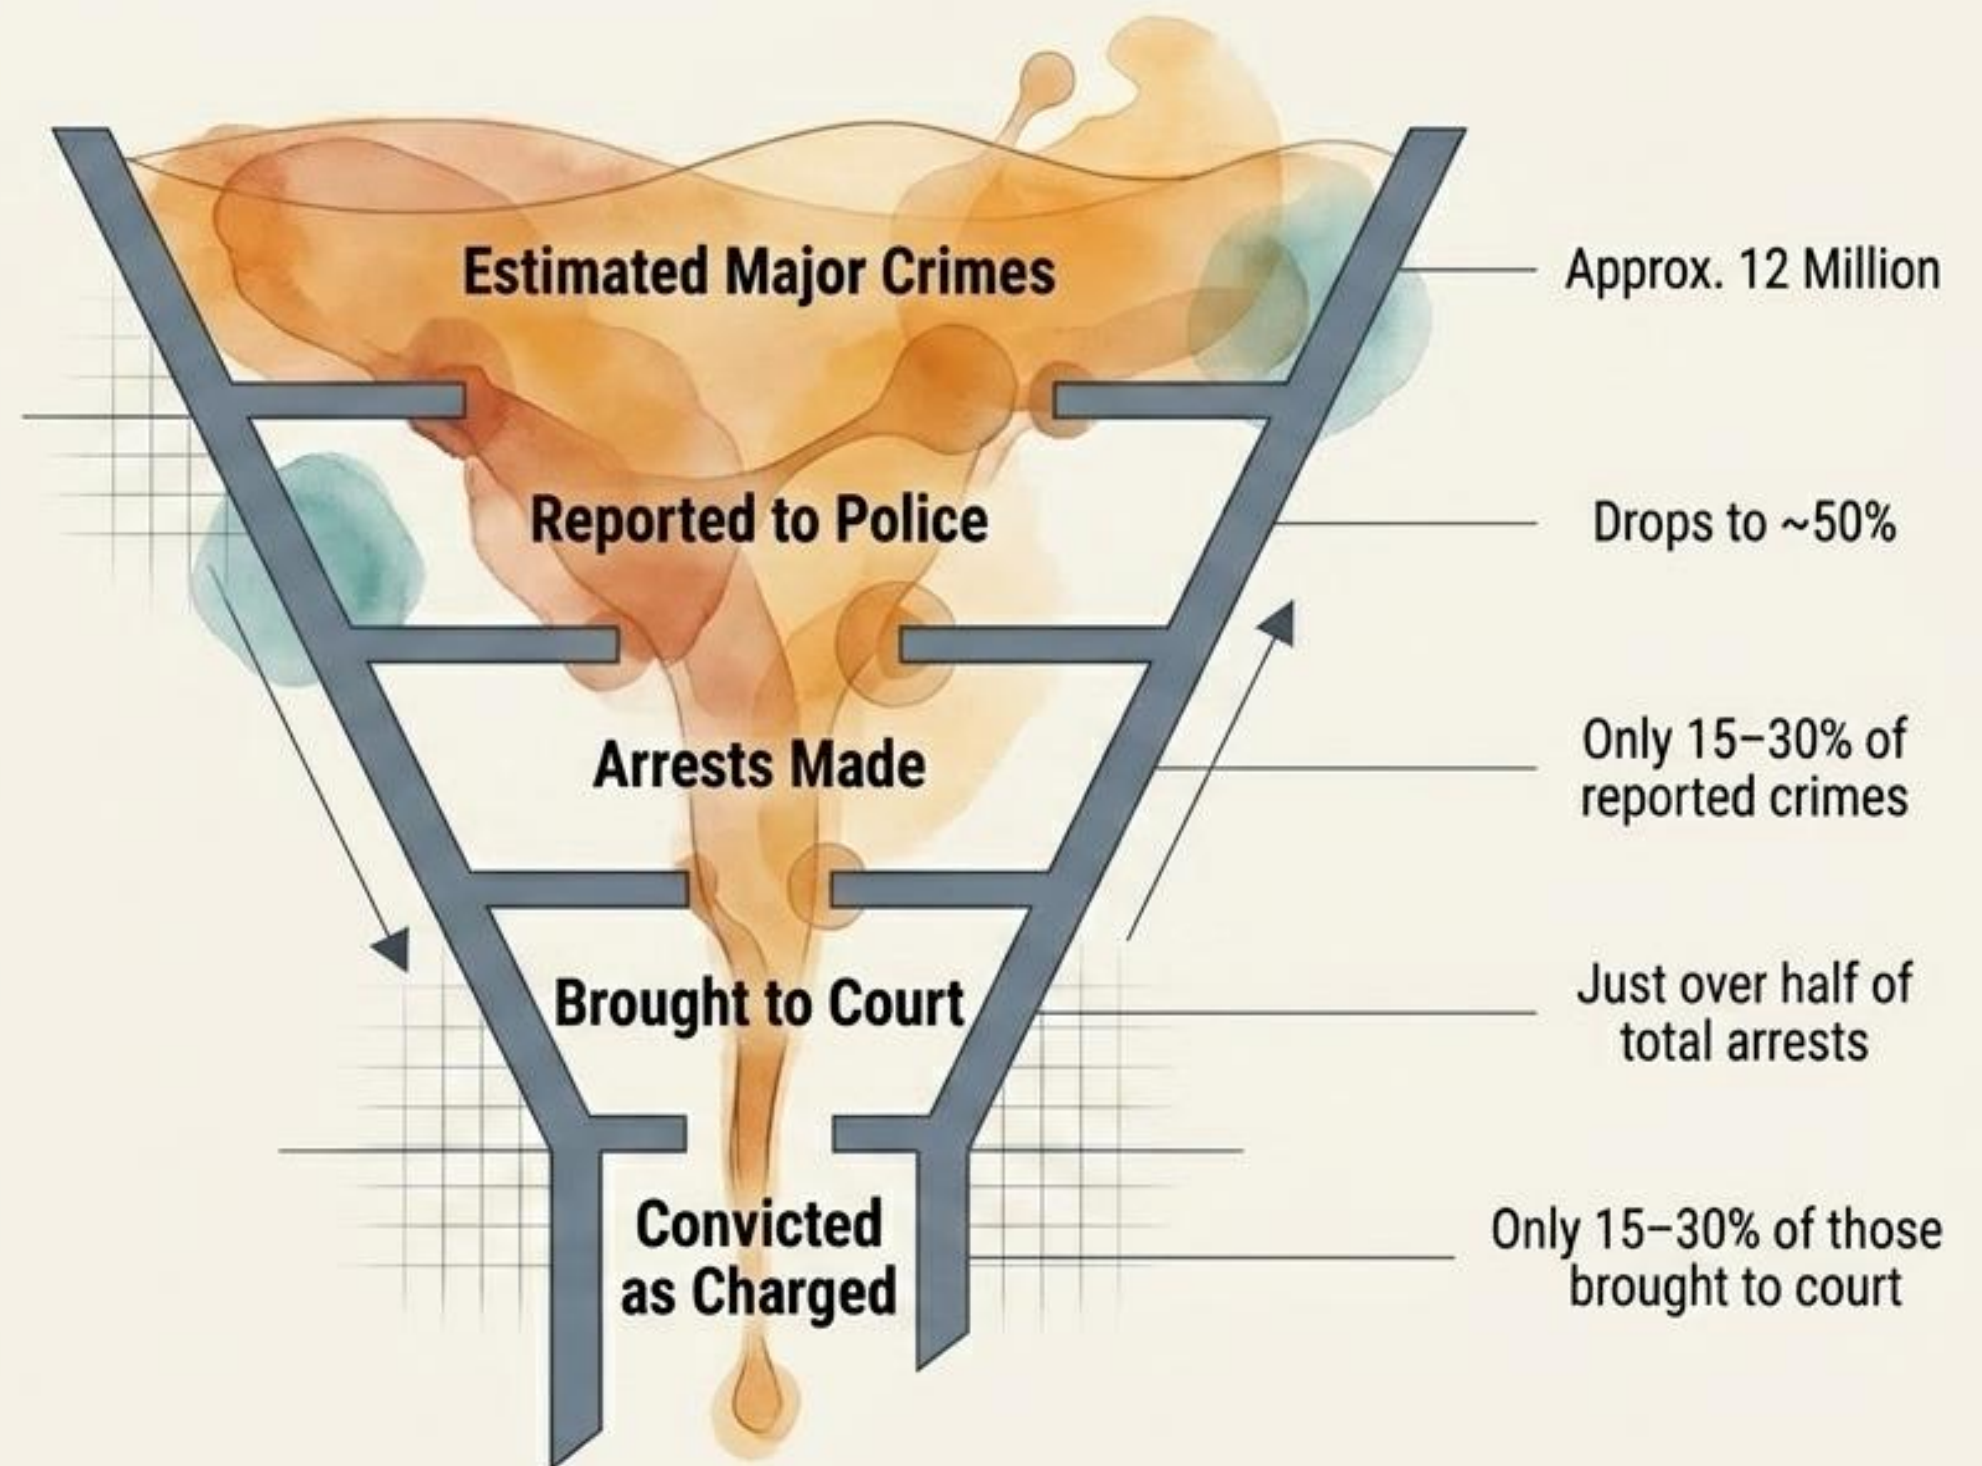 Estimated Major Crimes
Approx. 12 Million
Reported to Police
Drops to ~50%
Arrests Made
Only 15–30% of
reported crimes
Brought to Court
Just over half of
total arrests
Convicted
as Charged
Only 15–30% of those
brought to court